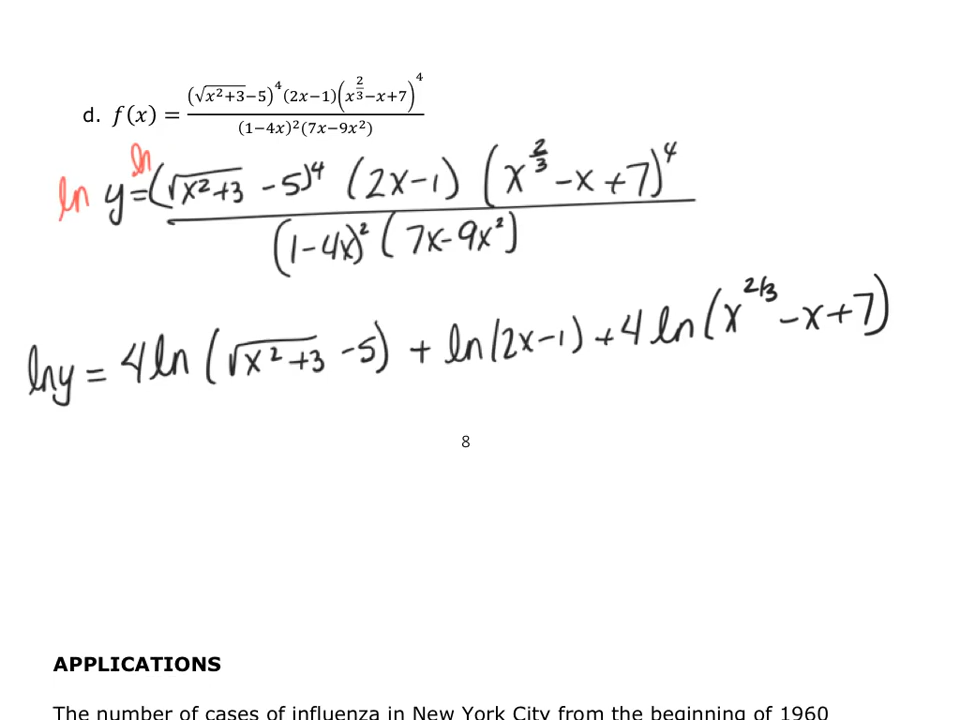 d. f(x) = (√x²+3−5)⁴(2x−1)(x^(2/3)−x+7)⁴ / (1−4x)²(7x−9x²)
ln y = ln (√x²+3 −5)⁴ (2x−1) (x^(2/3) −x+7)⁴ / (1−4x)² (7x−9x²)
lny = 4 ln (√x²+3 −5) + ln(2x−1) + 4 ln (x^(2/3) −x+7)
8
APPLICATIONS
The number of cases of influenza in New York City from the beginning of 1960